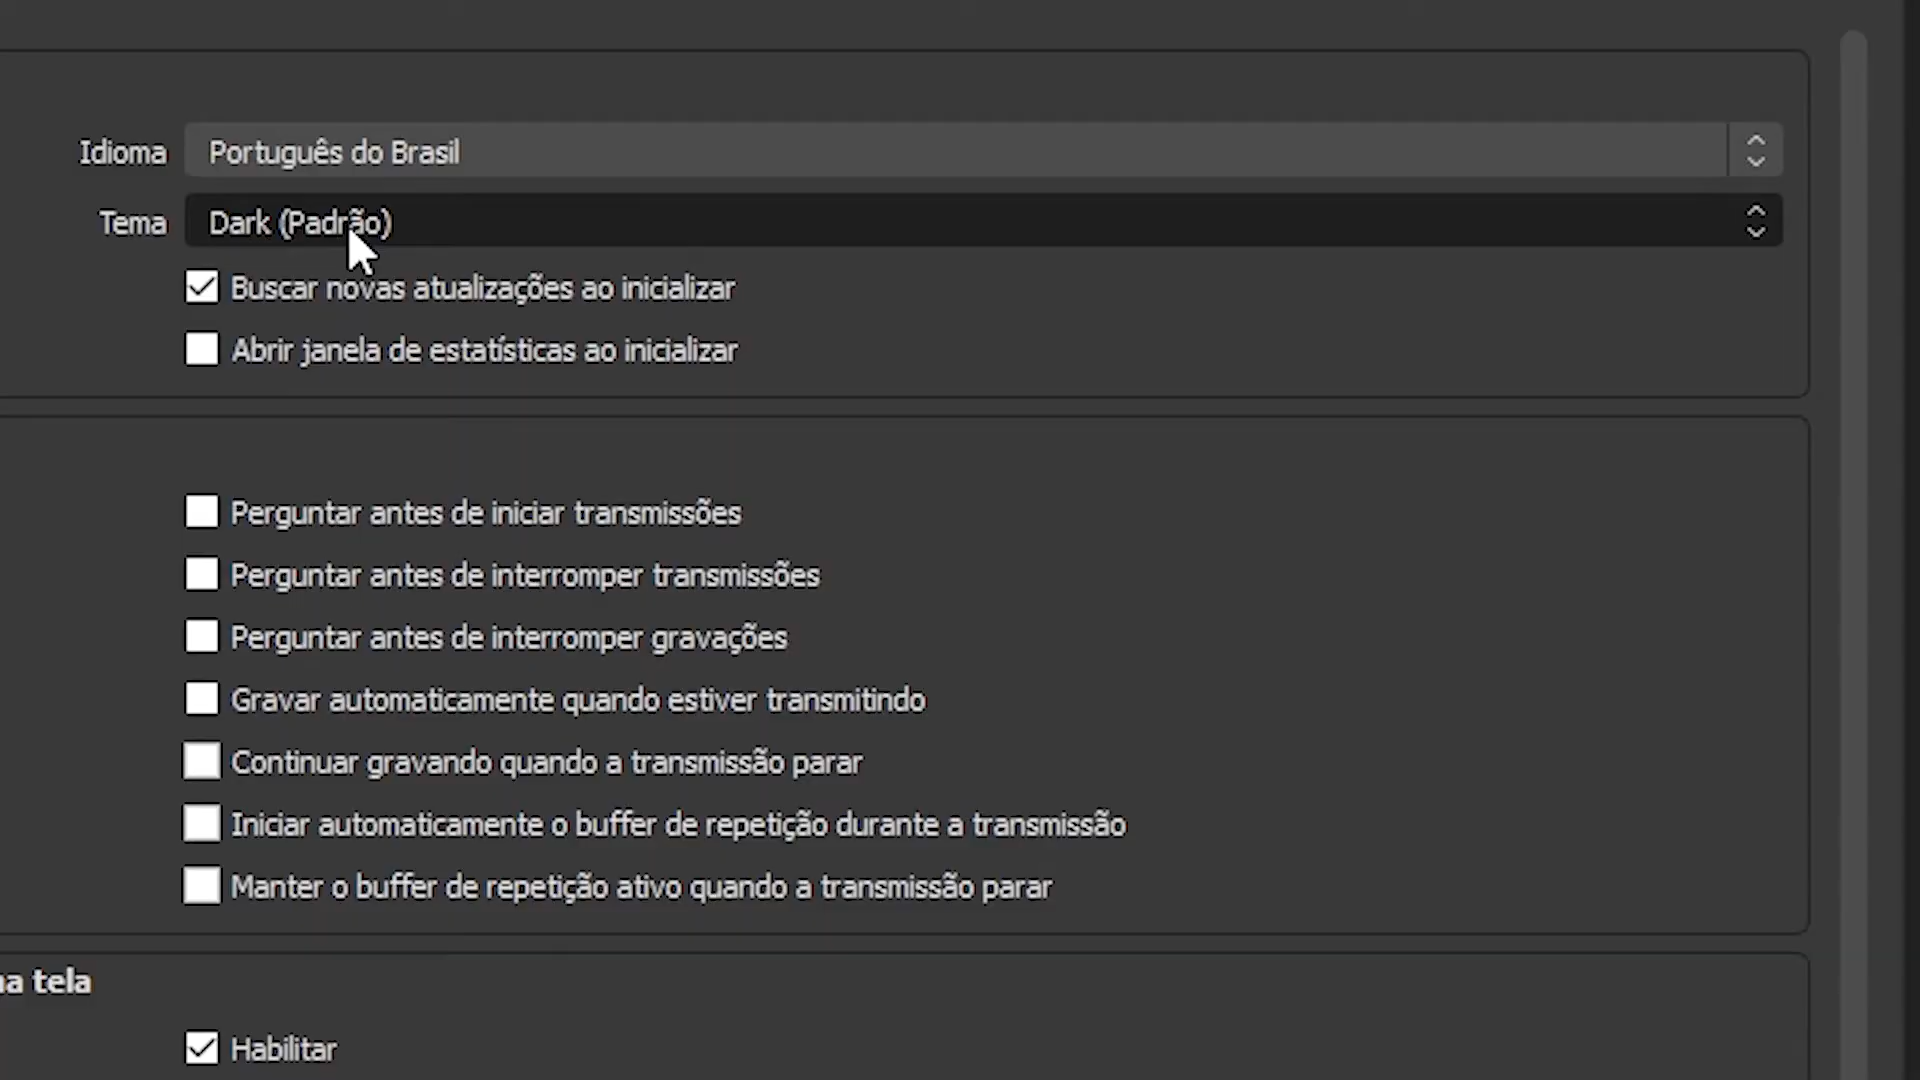 Idioma Português do Brasil
Tema Dark (Padrão)
Buscar novas atualizações ao inicializar
Abrir janela de estatísticas ao inicializar
Perguntar antes de iniciar transmissões
Perguntar antes de interromper transmissões
Perguntar antes de interromper gravações
Gravar automaticamente quando estiver transmitindo
Continuar gravando quando a transmissão parar
Iniciar automaticamente o buffer de repetição durante a transmissão
Manter o buffer de repetição ativo quando a transmissão parar
tela
Habilitar